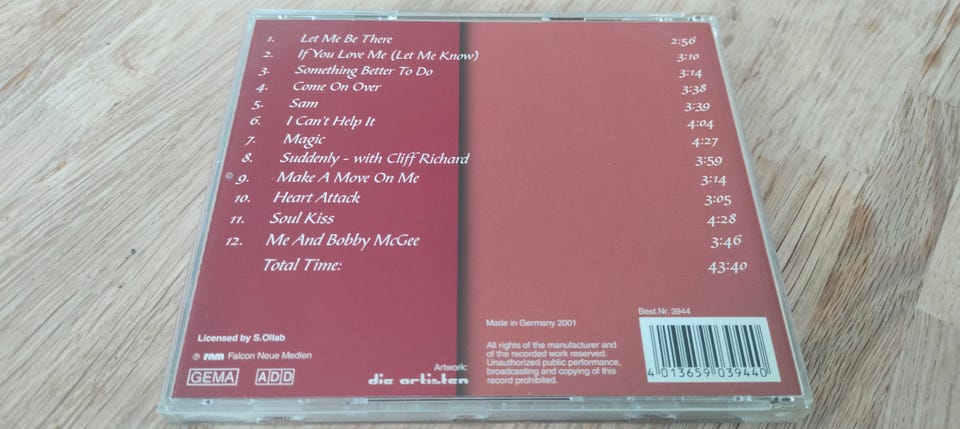 1. Let Me Be There 2:56
2. If You Love Me (Let Me Know) 3:10
3. Something Better To Do 3:14
4. Come On Over 3:38
5. Sam 3:39
6. I Can't Help It 4:04
7. Magic 4:27
8. Suddenly - with Cliff Richard 3:59
9. Make A Move On Me 3:14
10. Heart Attack 3:05
11. Soul Kiss 4:28
12. Me And Bobby McGee 3:46
Total Time: 43:40
Licensed by S.Ollab
℗ FNM Falcon Neue Medien
GEMA ADD
Artwork:
die artisten
Made in Germany 2001
All rights of the manufacturer and
of the recorded work reserved.
Unauthorized public performance,
broadcasting and copying of this
record prohibited.
Best.Nr. 3944
4 013659 039440